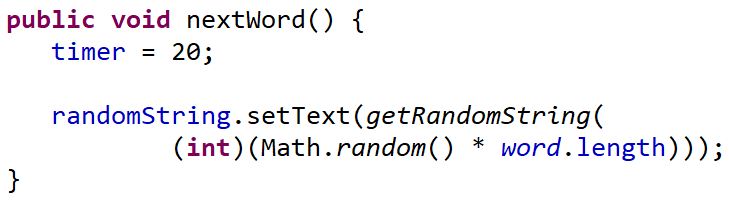 public void nextWord() {
timer = 20;
randomString.setText(getRandomString(
(int)(Math.random() * word.length)));
}